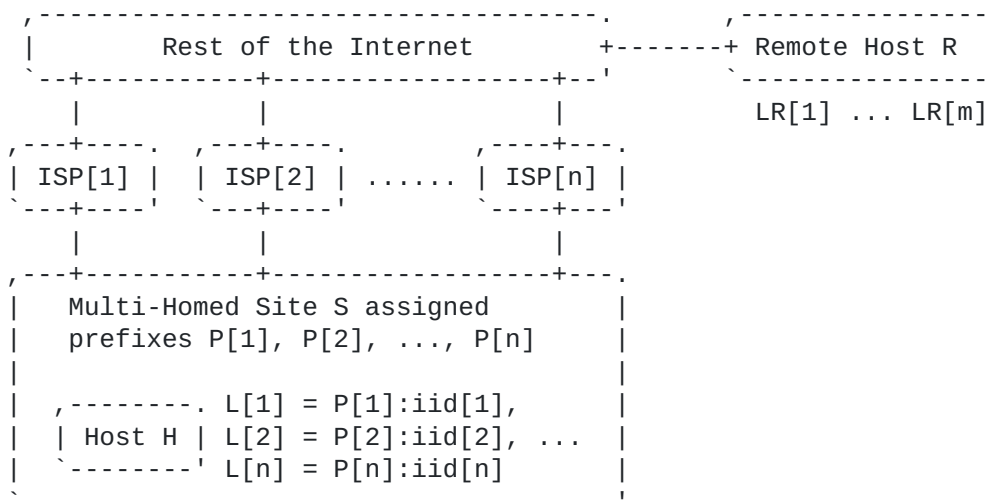 Rest of the Internet
Remote Host R
LR[1] ... LR[m]
ISP[1] ISP[2] ...... ISP[n]
Multi-Homed Site S assigned
prefixes P[1], P[2], ..., P[n]
L[1] = P[1]:iid[1],
Host H L[2] = P[2]:iid[2], ...
L[n] = P[n]:iid[n]